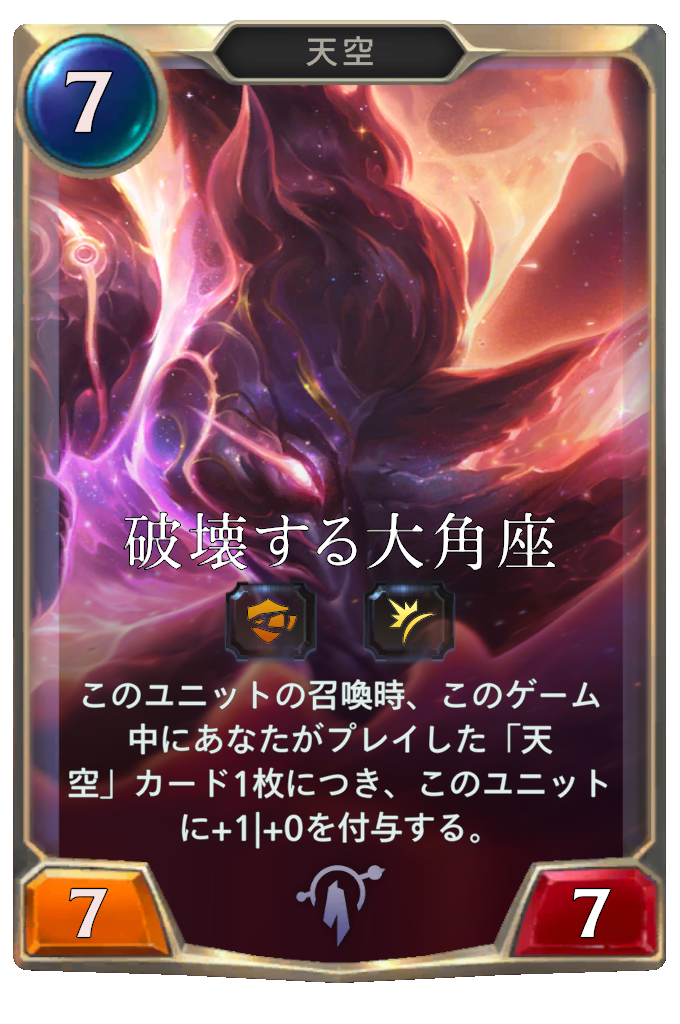 天空
7
破壊する大角座
このユニットの召喚時、このゲーム
中にあなたがプレイした「天
空」カード1枚につき、このユニット
に+1|+0を付与する。
7
7